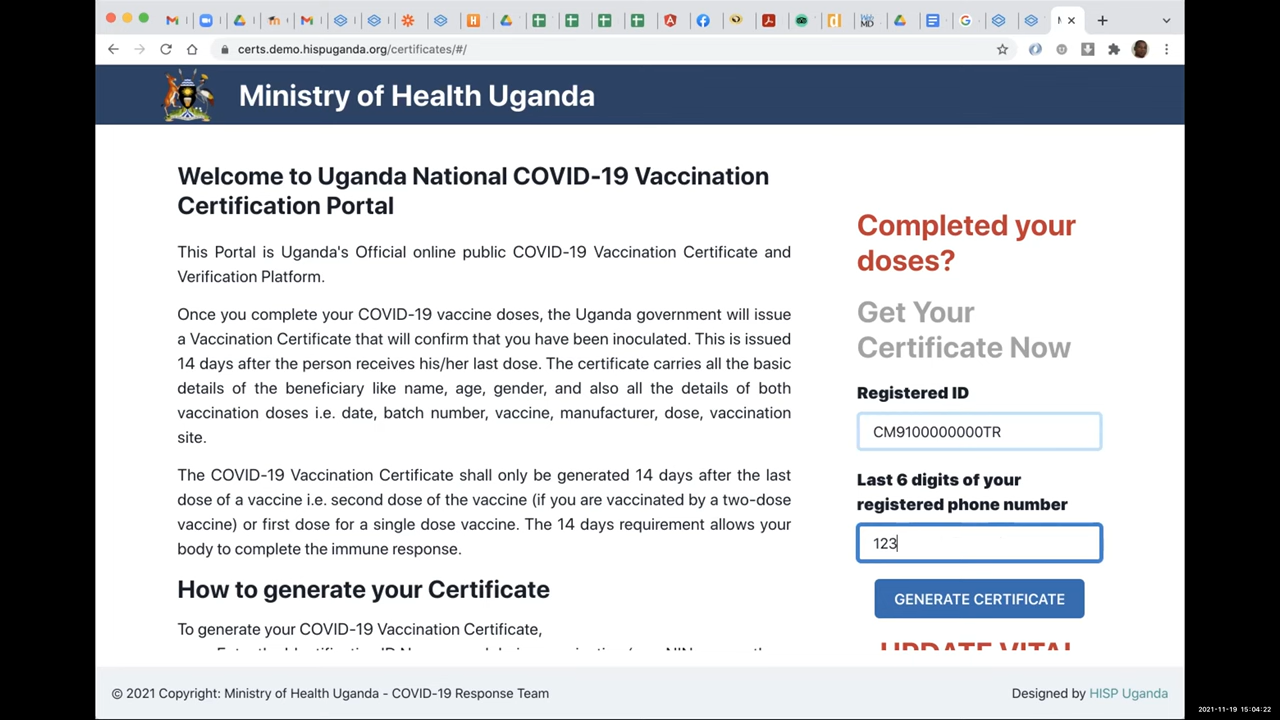 certs.demo.hispuganda.org/certificates/#/
Ministry of Health Uganda
Welcome to Uganda National COVID-19 Vaccination
Certification Portal
This Portal is Uganda's Official online public COVID-19 Vaccination Certificate and
Verification Platform.
Once you complete your COVID-19 vaccine doses, the Uganda government will issue
a Vaccination Certificate that will confirm that you have been inoculated. This is issued
14 days after the person receives his/her last dose. The certificate carries all the basic
details of the beneficiary like name, age, gender, and also all the details of both
vaccination doses i.e. date, batch number, vaccine, manufacturer, dose, vaccination
site.
The COVID-19 Vaccination Certificate shall only be generated 14 days after the last
dose of a vaccine i.e. second dose of the vaccine (if you are vaccinated by a two-dose
vaccine) or first dose for a single dose vaccine. The 14 days requirement allows your
body to complete the immune response.
How to generate your Certificate
To generate your COVID-19 Vaccination Certificate,
Completed your
doses?
Get Your
Certificate Now
Registered ID
CM9100000000TR
Last 6 digits of your
registered phone number
123
GENERATE CERTIFICATE
UPDATE VITAL
© 2021 Copyright: Ministry of Health Uganda - COVID-19 Response Team
Designed by HISP Uganda
2021-11-19 15:04:22